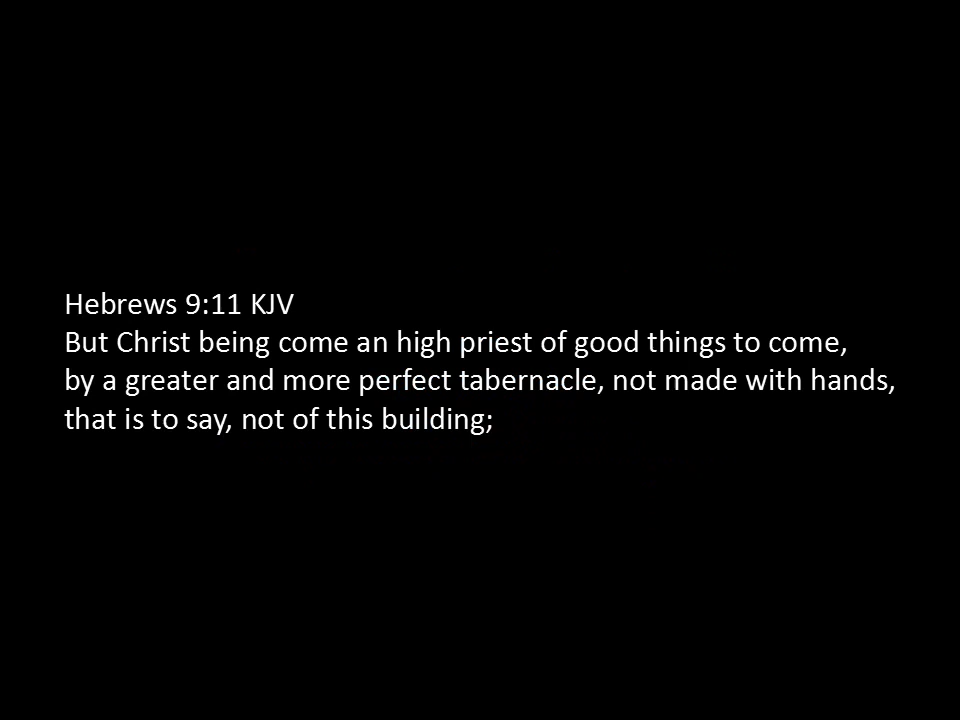 Hebrews 9:11 KJV
But Christ being come an high priest of good things to come,
by a greater and more perfect tabernacle, not made with hands,
that is to say, not of this building;